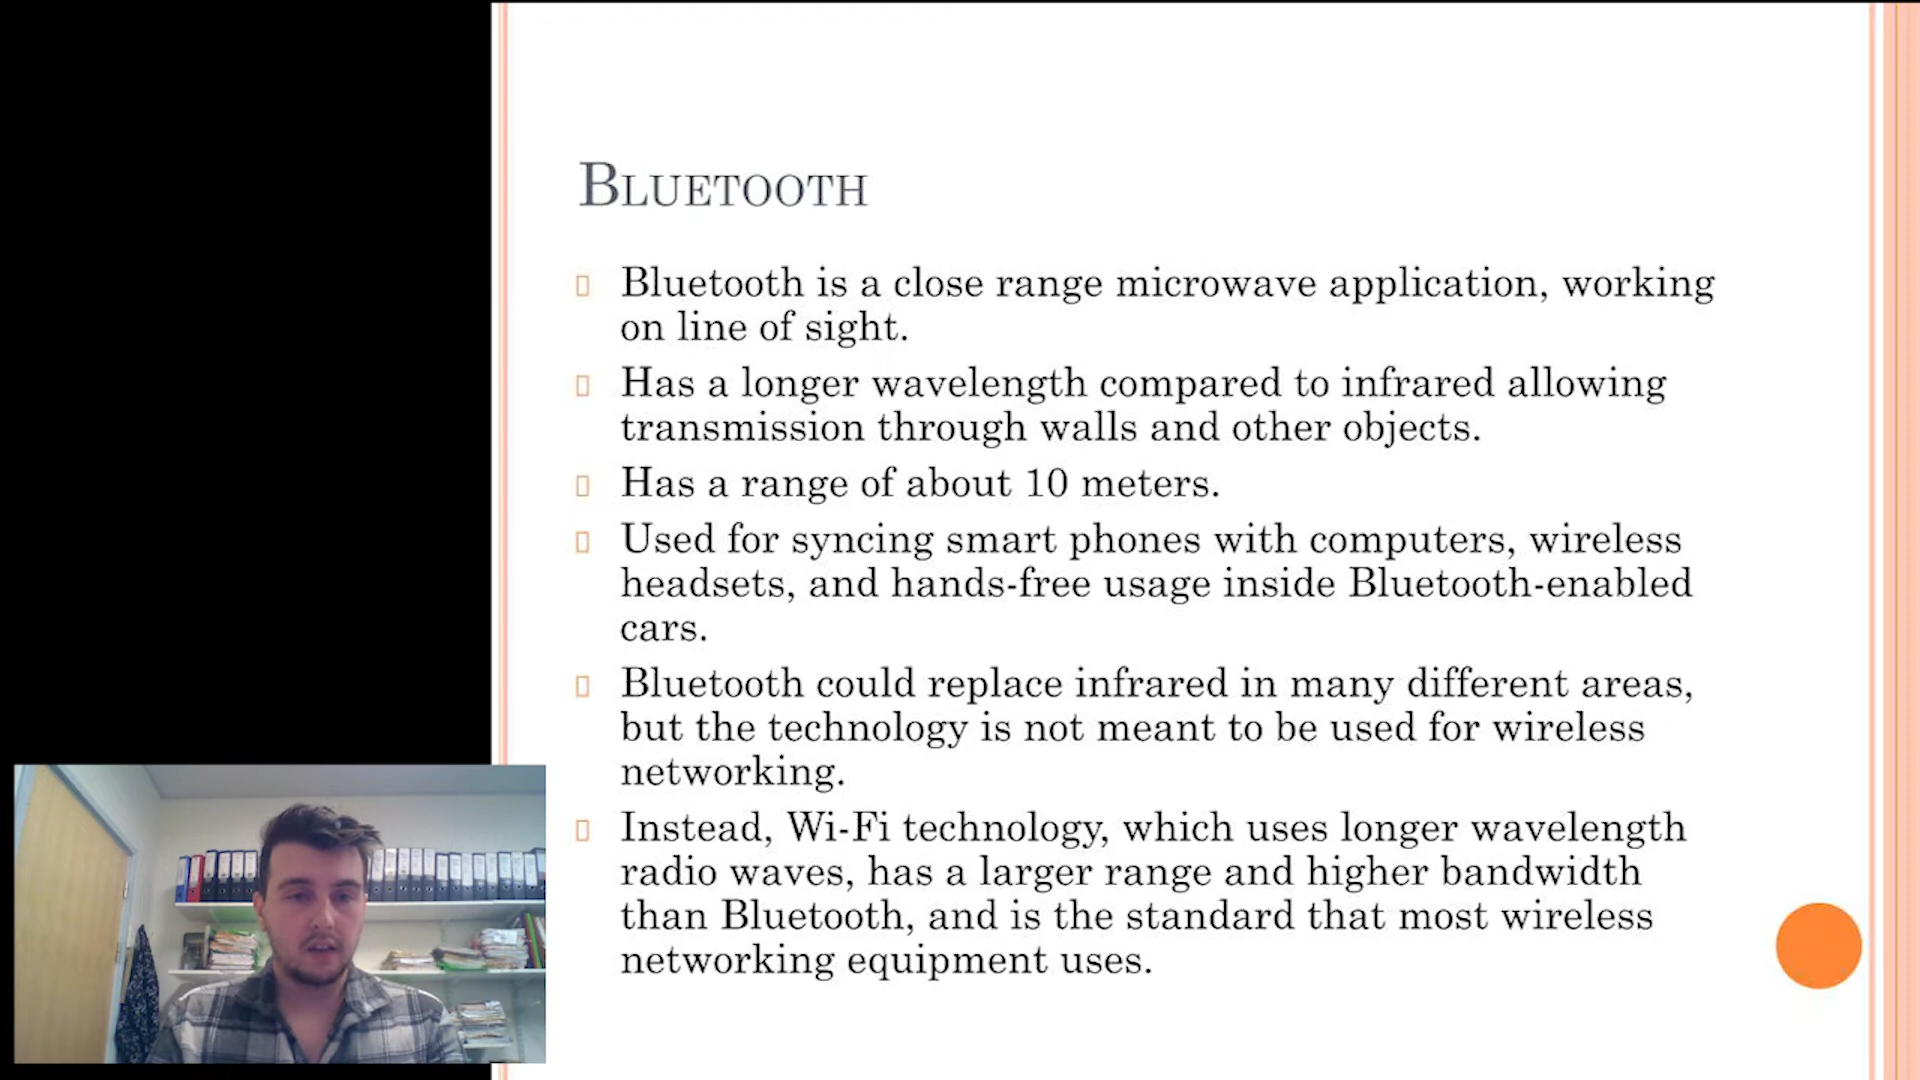 BLUETOOTH
Bluetooth is a close range microwave application, working
on line of sight.
Has a longer wavelength compared to infrared allowing
transmission through walls and other objects.
Has a range of about 10 meters.
Used for syncing smart phones with computers, wireless
headsets, and hands-free usage inside Bluetooth-enabled
cars.
Bluetooth could replace infrared in many different areas,
but the technology is not meant to be used for wireless
networking.
Instead, Wi-Fi technology, which uses longer wavelength
radio waves, has a larger range and higher bandwidth
than Bluetooth, and is the standard that most wireless
networking equipment uses.